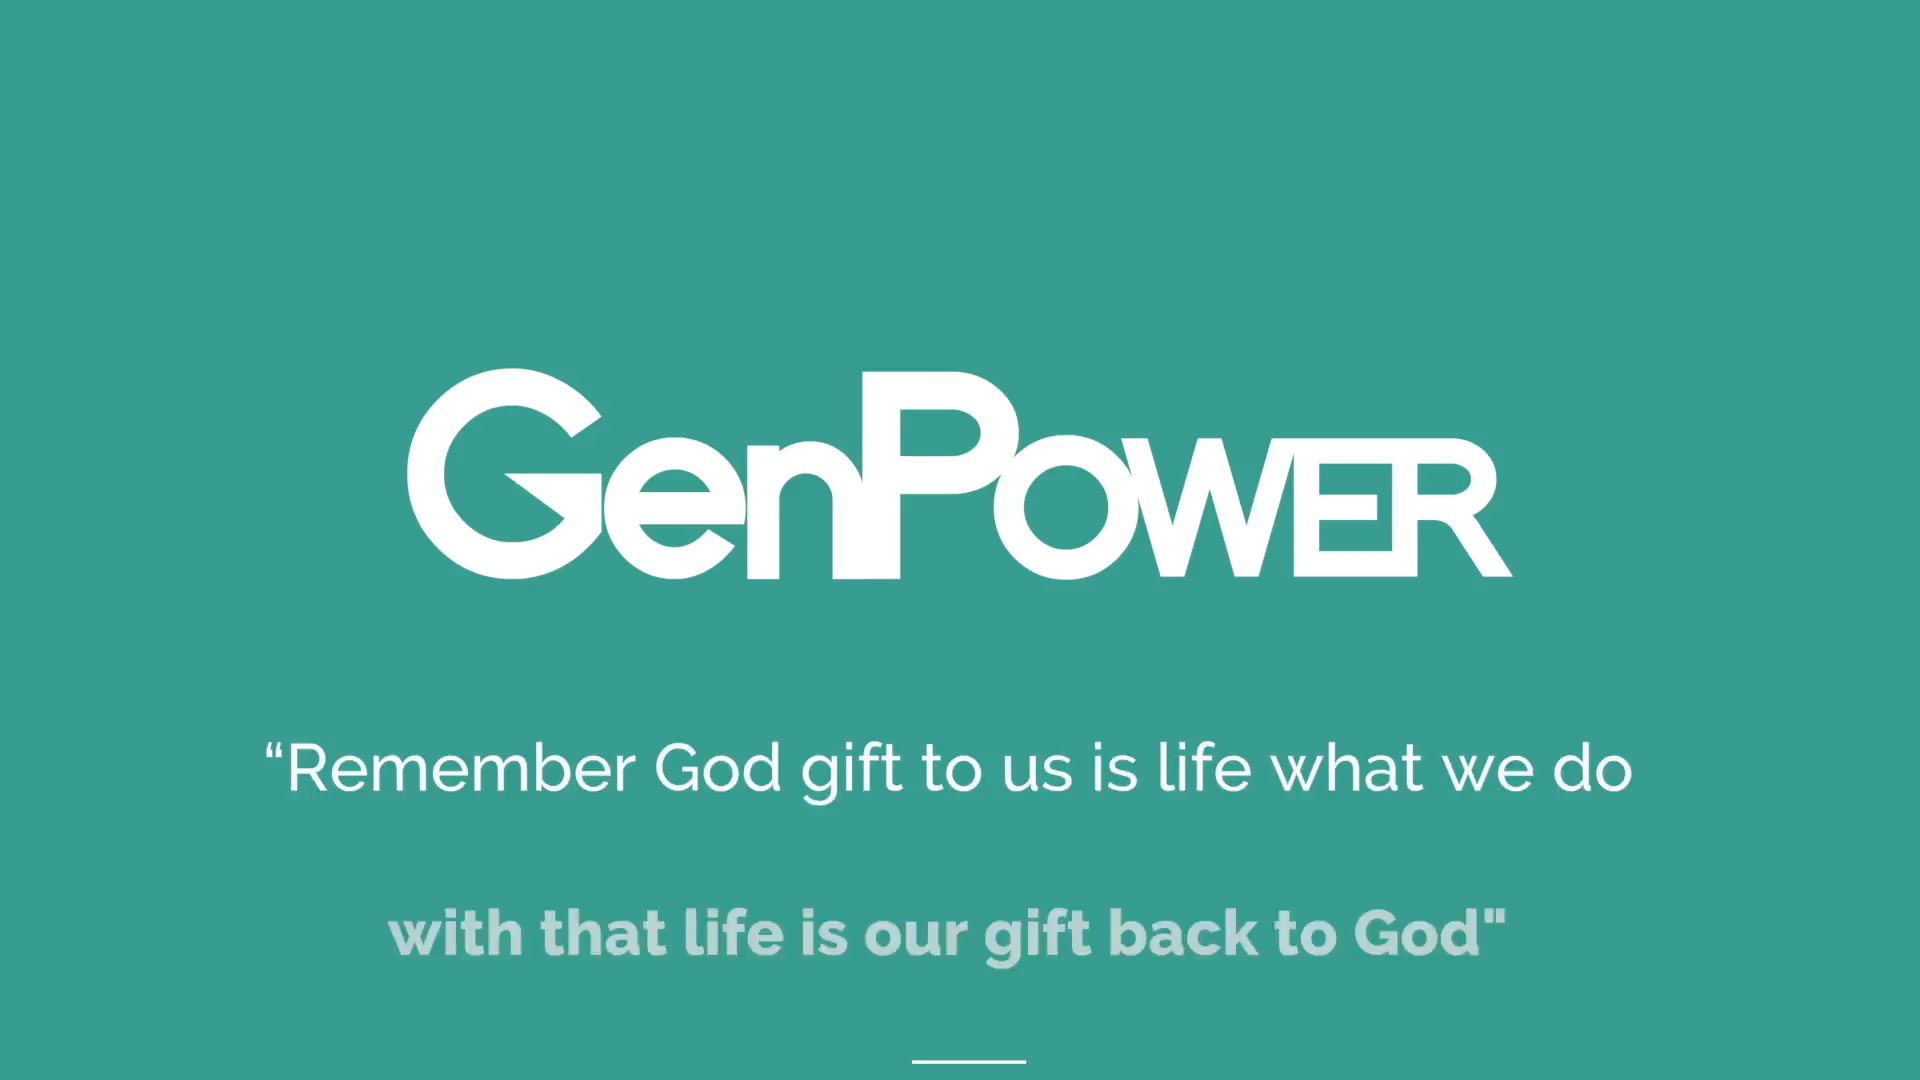 GenPOWER
“Remember God gift to us is life what we do
with that life is our gift back to God"